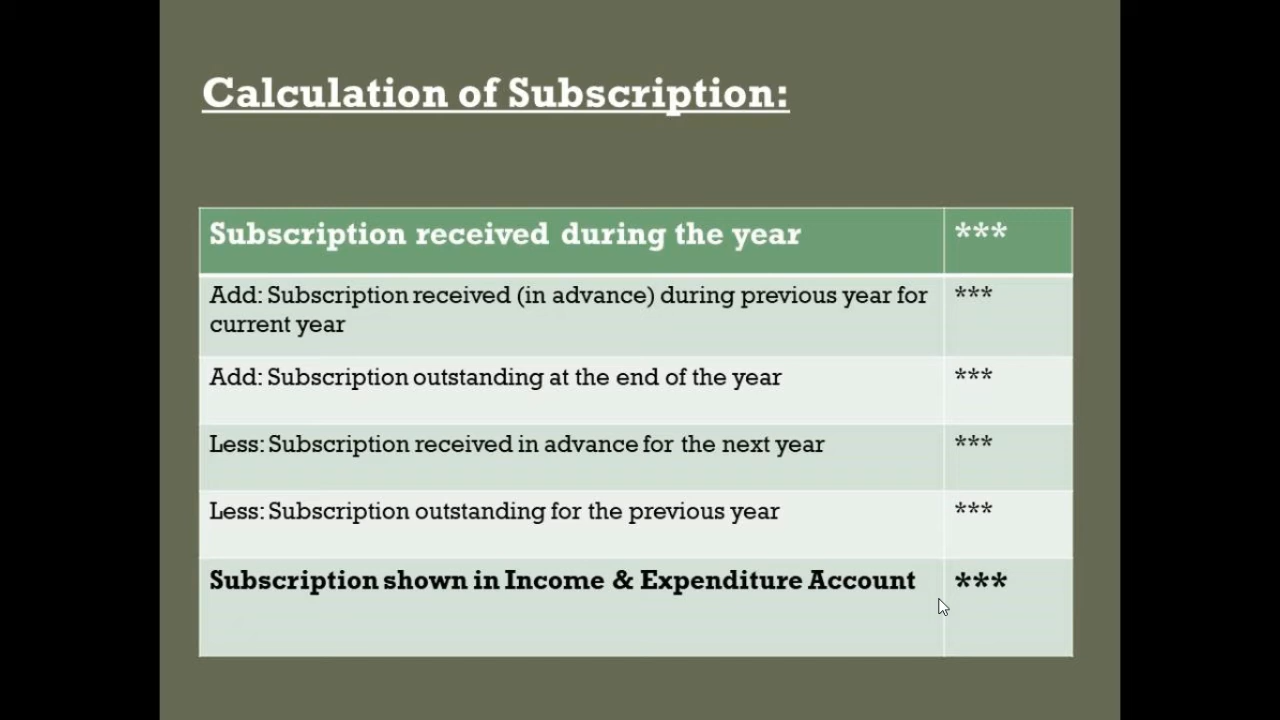 Calculation of Subscription:
Subscription received during the year ***
Add: Subscription received (in advance) during previous year for ***
current year
Add: Subscription outstanding at the end of the year ***
Less: Subscription received in advance for the next year ***
Less: Subscription outstanding for the previous year ***
Subscription shown in Income & Expenditure Account ***